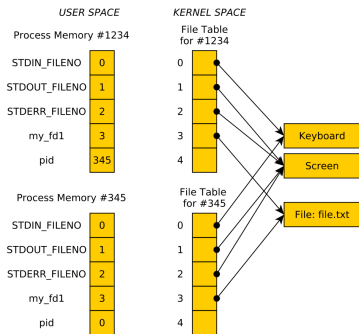 USER SPACE
KERNEL SPACE
Process Memory #1234
File Table
for #1234
STDIN_FILENO 0
0
STDOUT_FILENO 1
1
STDERR_FILENO 2
2
my_fd1 3
3
pid 345
4
Keyboard
Screen
File: file.txt
Process Memory #345
File Table
for #345
STDIN_FILENO 0
0
STDOUT_FILENO 1
1
STDERR_FILENO 2
2
my_fd1 3
3
pid 0
4